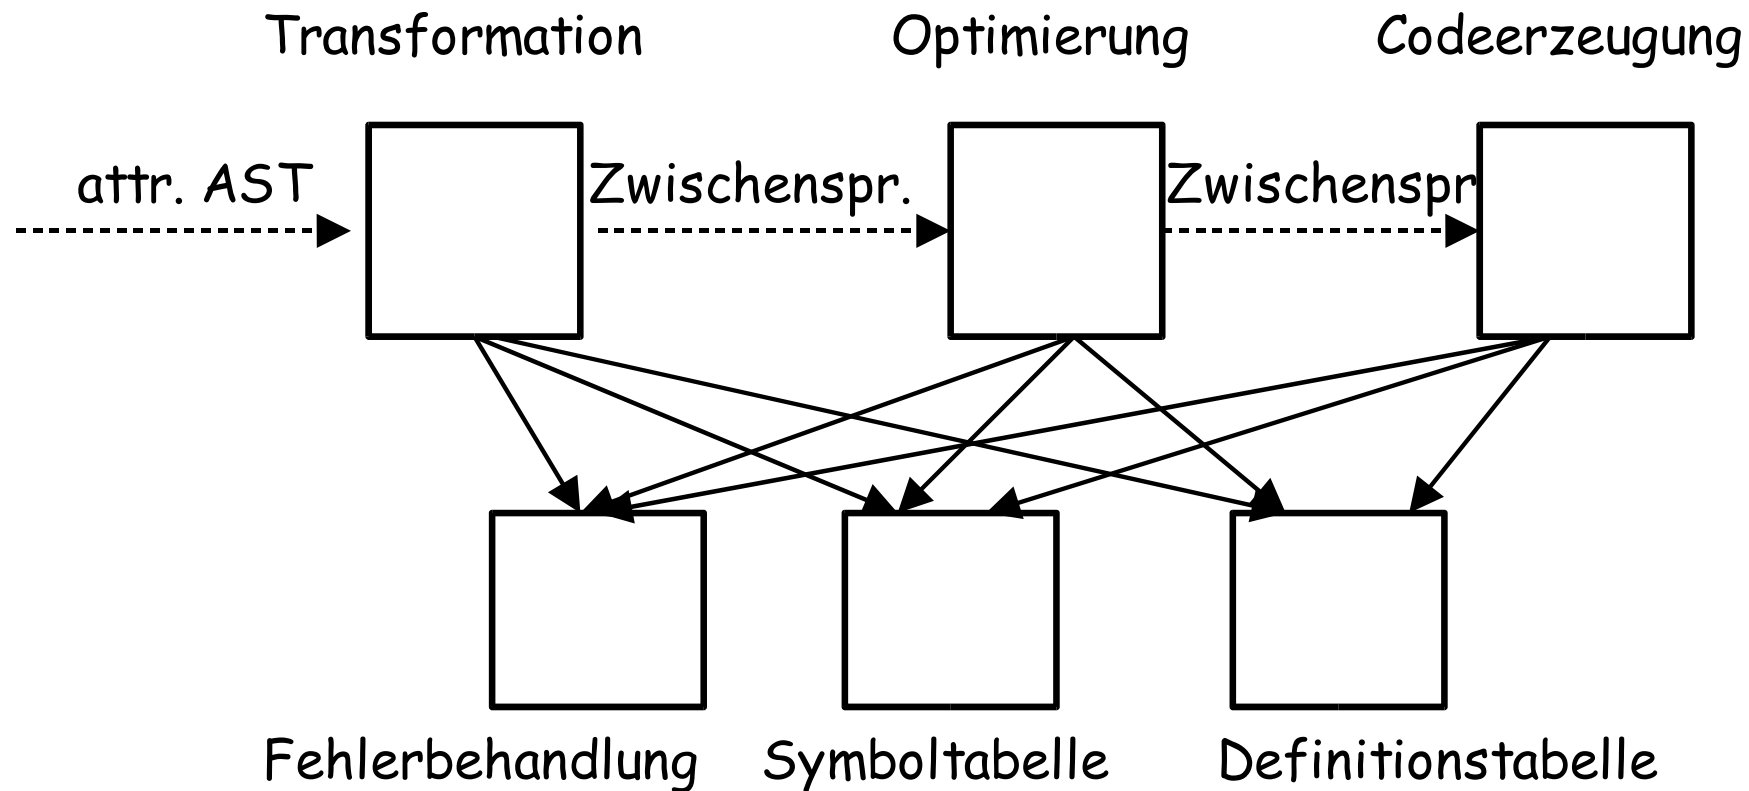 Transformation Optimierung Codeerzeugung
attr. AST Zwischenspr. Zwischenspr
Fehlerbehandlung Symboltabelle Definitionstabelle